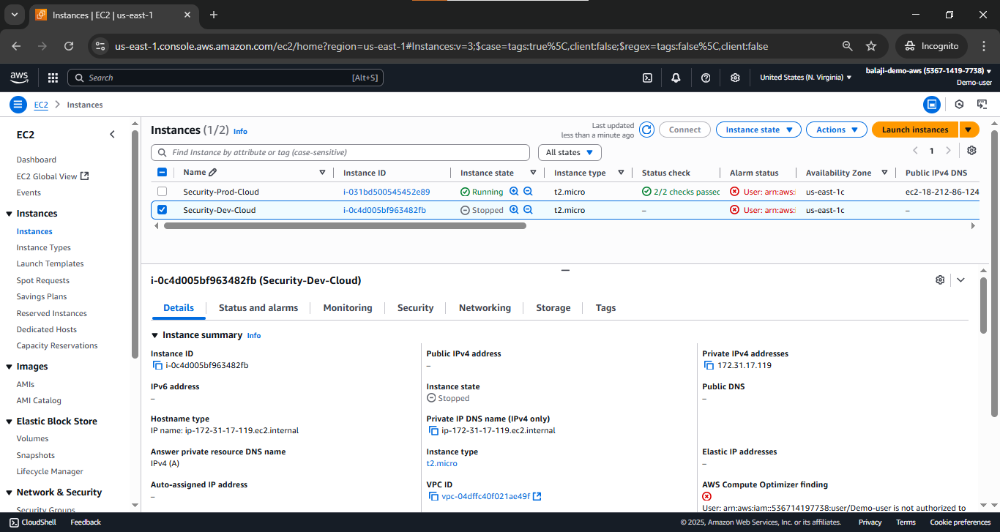 Instances | EC2 | us-east-1
us-east-1.console.aws.amazon.com/ec2/home?region=us-east-1#Instances:v=3;$case=tags:true%5C,client:false;$regex=tags:false%5C,client:false
Incognito
aws
Search [Alt+S]
United States (N. Virginia)
balaji-demo-aws (5367-1419-7738)
Demo-user
EC2 Instances
EC2
Dashboard
EC2 Global View
Events
Instances
Instances
Instance Types
Launch Templates
Spot Requests
Savings Plans
Reserved Instances
Dedicated Hosts
Capacity Reservations
Images
AMIs
AMI Catalog
Elastic Block Store
Volumes
Snapshots
Lifecycle Manager
Network & Security
Security Groups
Instances (1/2) Info
Last updated
less than a minute ago
Connect
Instance state
Actions
Launch instances
Find Instance by attribute or tag (case-sensitive)
All states
1
Name Instance ID Instance state Instance type Status check Alarm status Availability Zone Public IPv4 DNS
Security-Prod-Cloud i-031bd500545452e89 Running t2.micro 2/2 checks passed User: arn:aws:i us-east-1c ec2-18-212-86-124
Security-Dev-Cloud i-0c4d005bf963482fb Stopped t2.micro – User: arn:aws:i us-east-1c –
i-0c4d005bf963482fb (Security-Dev-Cloud)
Details Status and alarms Monitoring Security Networking Storage Tags
Instance summary Info
Instance ID
i-0c4d005bf963482fb
Public IPv4 address
–
Private IPv4 addresses
172.31.17.119
IPv6 address
–
Instance state
Stopped
Public DNS
–
Hostname type
IP name: ip-172-31-17-119.ec2.internal
Private IP DNS name (IPv4 only)
ip-172-31-17-119.ec2.internal
Answer private resource DNS name
IPv4 (A)
Instance type
t2.micro
Elastic IP addresses
–
Auto-assigned IP address
–
VPC ID
vpc-04dffc40f021ae49f
AWS Compute Optimizer finding
User: arn:aws:iam::536714197738:user/Demo-user is not authorized to
CloudShell Feedback
© 2025, Amazon Web Services, Inc. or its affiliates. Privacy Terms Cookie preferences